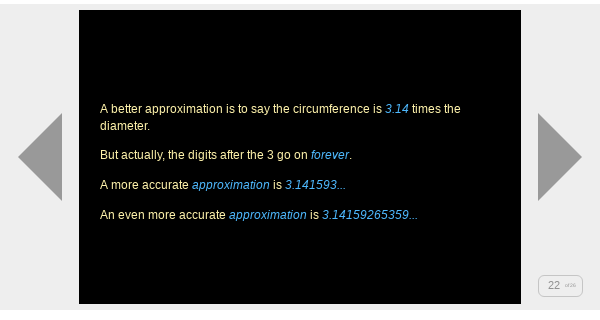 A better approximation is to say the circumference is 3.14 times the
diameter.
But actually, the digits after the 3 go on forever.
A more accurate approximation is 3.141593...
An even more accurate approximation is 3.14159265359...
22